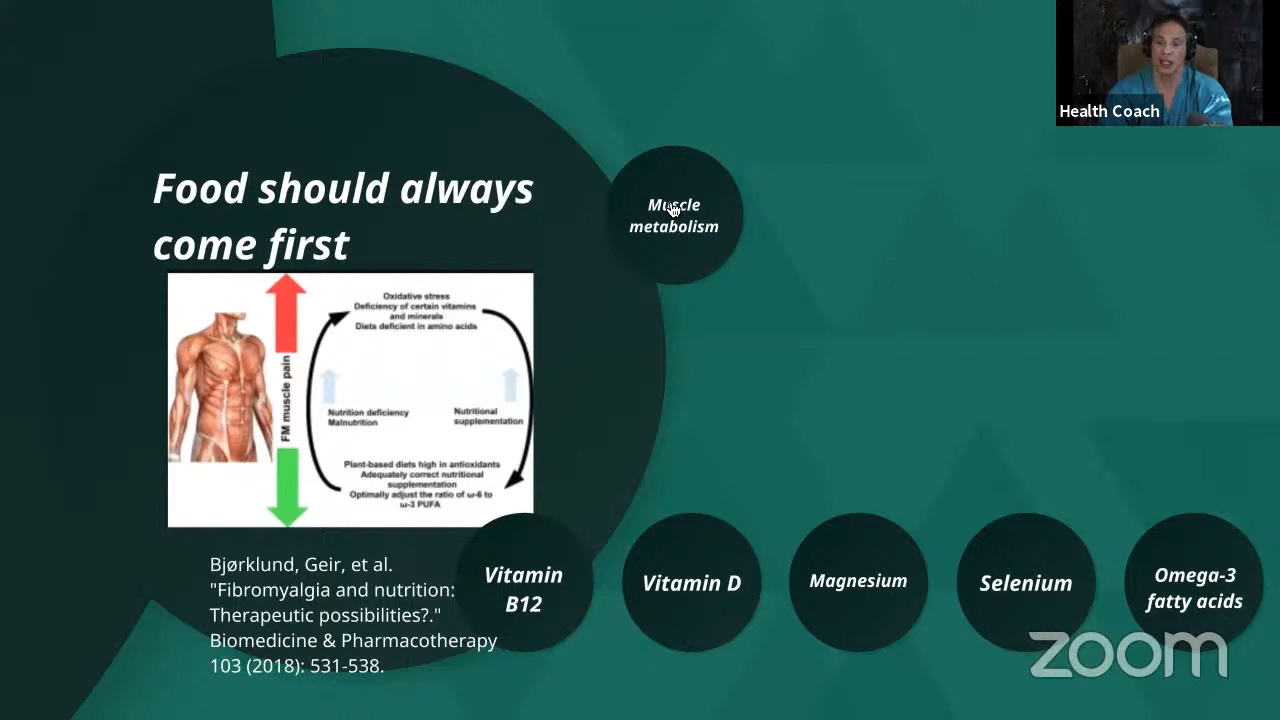 Health Coach
Food should always
come first
Muscle
metabolism
Oxidative stress
Deficiency of certain vitamins
and minerals
Diets deficient in amino acids
FM muscle pain
Nutrition deficiency
Malnutrition
Nutritional
supplementation
Plant-based diets high in antioxidants
Adequately correct nutritional
supplementation
Optimally adjust the ratio of ω-6 to
ω-3 PUFA
Bjørklund, Geir, et al.
"Fibromyalgia and nutrition:
Therapeutic possibilities?."
Biomedicine & Pharmacotherapy
103 (2018): 531-538.
Vitamin
B12
Vitamin D
Magnesium
Selenium
Omega-3
fatty acids
zoom